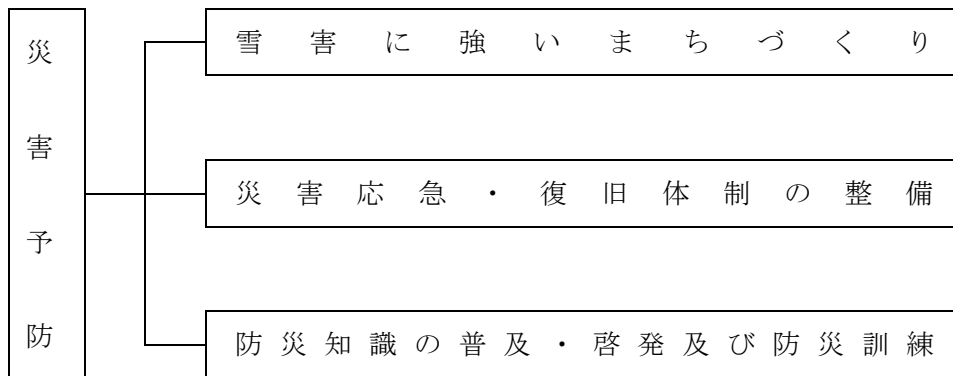 災害予防
雪害に強いまちづくり
災害応急・復旧体制の整備
防災知識の普及・啓発及び防災訓練